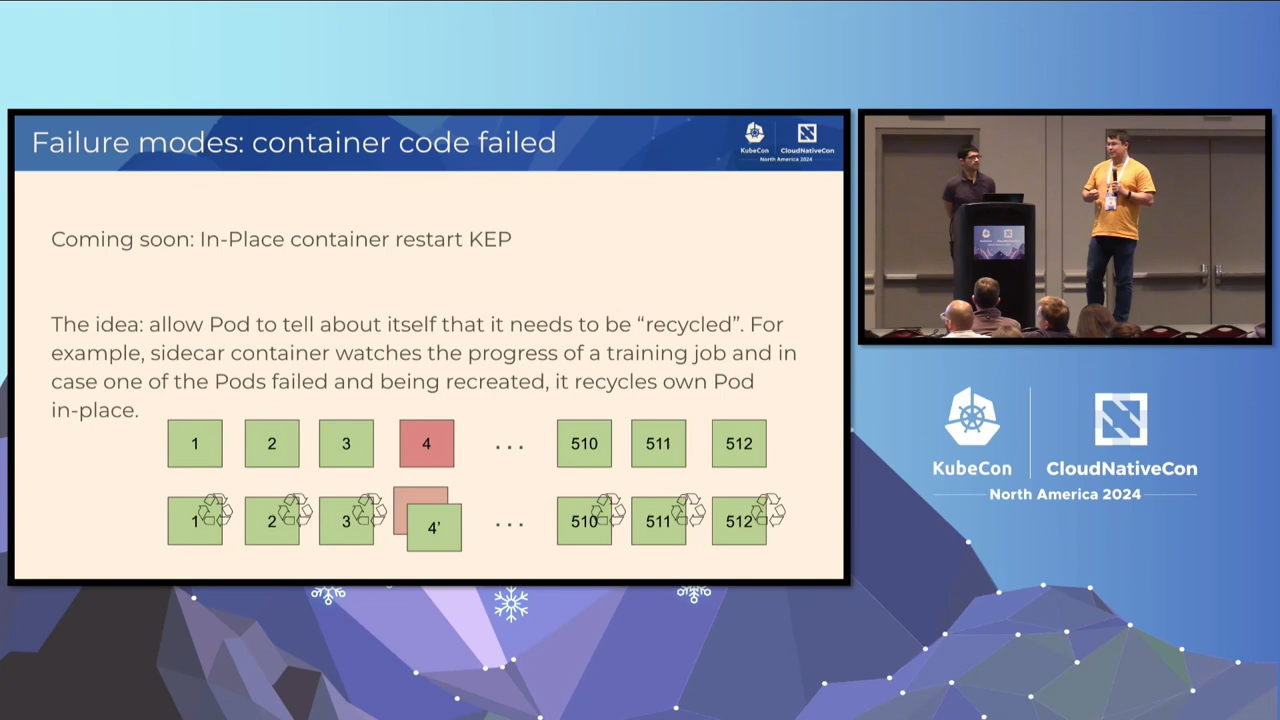 Failure modes: container code failed
KubeCon
CloudNativeCon
North America 2024
Coming soon: In-Place container restart KEP
The idea: allow Pod to tell about itself that it needs to be “recycled”. For
example, sidecar container watches the progress of a training job and in
case one of the Pods failed and being recreated, it recycles own Pod
in-place.
1 2 3 4 ... 510 511 512
1 2 3 4’ ... 510 511 512
KubeCon
CloudNativeCon
North America 2024